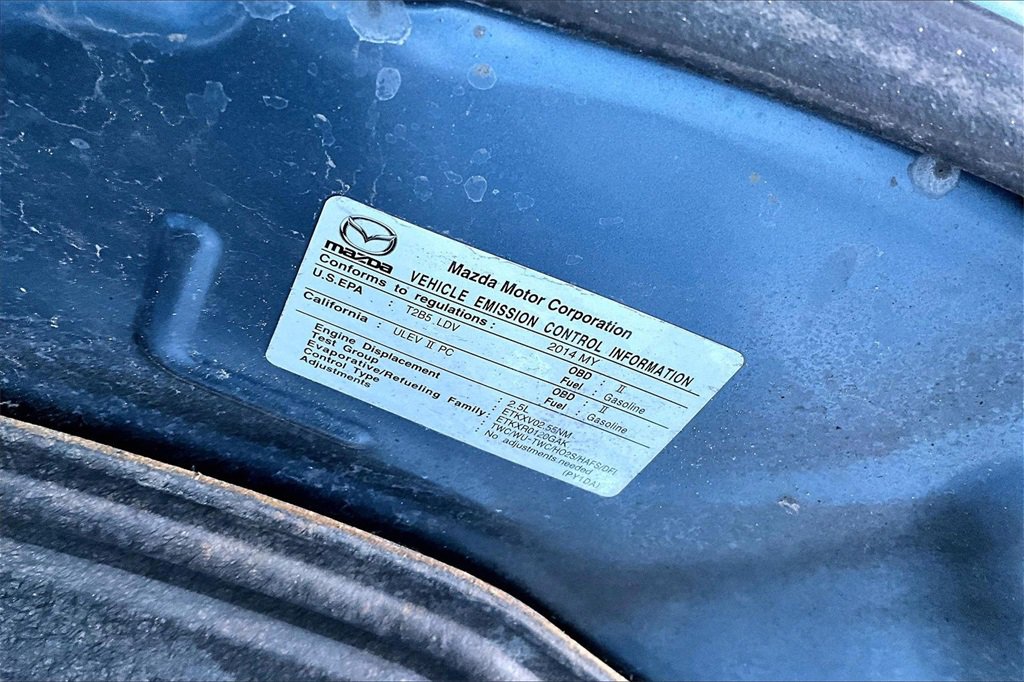 mazda
Mazda Motor Corporation
VEHICLE EMISSION CONTROL INFORMATION
Conforms to regulations : 2014 MY
U.S.EPA : T2B5 LDV OBD : II
Fuel : Gasoline
California : ULEV II PC OBD : II
Fuel : Gasoline
Engine Displacement : 2.5L
Test Group : ETKXV02.55NM
Evaporative/Refueling Family : ETKXR0120GAK
Control Type : TWC/WU-TWC/HO2S/HAFS/DFI
Adjustments : No adjustments needed
(PY1DA)